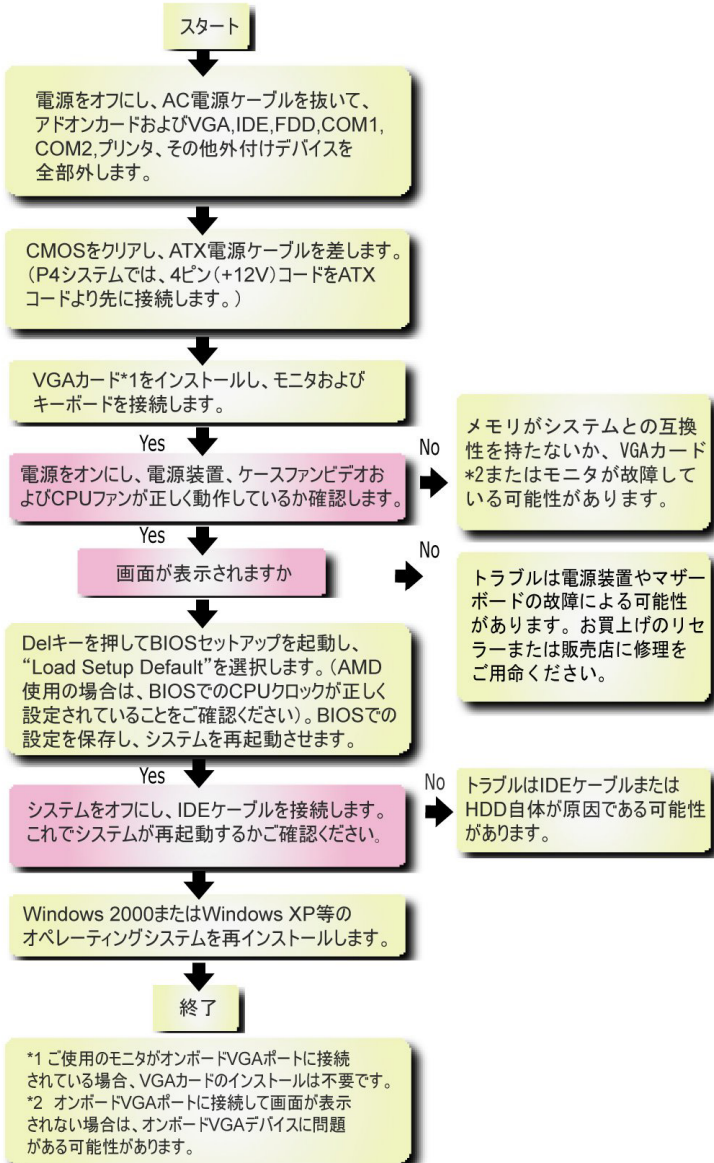 スタート
電源をオフにし、AC電源ケーブルを抜いて、
アドオンカードおよびVGA,IDE,FDD,COM1,
COM2,プリンタ、その他外付けデバイスを
全部外します。
CMOSをクリアし、ATX電源ケーブルを差します。
（P4システムでは、4ピン（+12V）コードをATX
コードより先に接続します。）
VGAカード*1をインストールし、モニタおよび
キーボードを接続します。
Yes
No
電源をオンにし、電源装置、ケースファンビデオお
よびCPUファンが正しく動作しているか確認します。
メモリがシステムとの互換
性を持たないか、VGAカード
*2またはモニタが故障して
いる可能性があります。
Yes
No
画面が表示されますか
トラブルは電源装置やマザー
ボードの故障による可能性
があります。お買上げのリセ
ラーまたは販売店に修理を
ご用命ください。
Delキーを押してBIOSセットアップを起動し、
“Load Setup Default”を選択します。（AMD
使用の場合は、BIOSでのCPUクロックが正しく
設定されていることをご確認ください）。BIOSでの
設定を保存し、システムを再起動させます。
Yes
No
システムをオフにし、IDEケーブルを接続します。
これでシステムが再起動するかご確認ください。
トラブルはIDEケーブルまたは
HDD自体が原因である可能性
があります。
Windows 2000またはWindows XP等の
オペレーティングシステムを再インストールします。
終了
*1 ご使用のモニタがオンボードVGAポートに接続
されている場合、VGAカードのインストールは不要です。
*2 オンボードVGAポートに接続して画面が表示
されない場合は、オンボードVGAデバイスに問題
がある可能性があります。